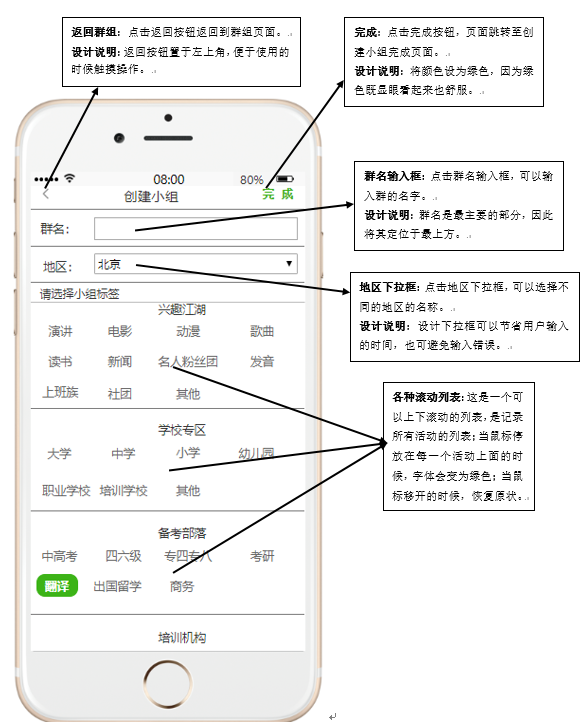 返回群组：点击返回按钮返回到群组页面。
设计说明：返回按钮置于左上角，便于使用的
时候触摸操作。
完成：点击完成按钮，页面跳转至创
建小组完成页面。
设计说明：将颜色设为绿色，因为绿
色既显眼看起来也舒服。
08:00
80%
创建小组
完 成
群名：
地区：
北京
请选择小组标签
兴趣江湖
演讲 电影 动漫 歌曲
读书 新闻 名人粉丝团 发音
上班族 社团 其他
学校专区
大学 中学 小学 幼儿园
职业学校 培训学校 其他
备考部落
中高考 四六级 专四专八 考研
翻译 出国留学 商务
培训机构
群名输入框：点击群名输入框，可以输
入群的名字。
设计说明：群名是最主要的部分，因此
将其定位于最上方。
地区下拉框：点击地区下拉框，可以选择不
同的地区的名称。
设计说明：设计下拉框可以节省用户输入
的时间，也可避免输入错误。
各种滚动列表：这是一个可
以上下滚动的列表，是记录
所有活动的列表；当鼠标停
放在每一个活动上面的时
候，字体会变为绿色；当鼠
标移开的时候，恢复原状。